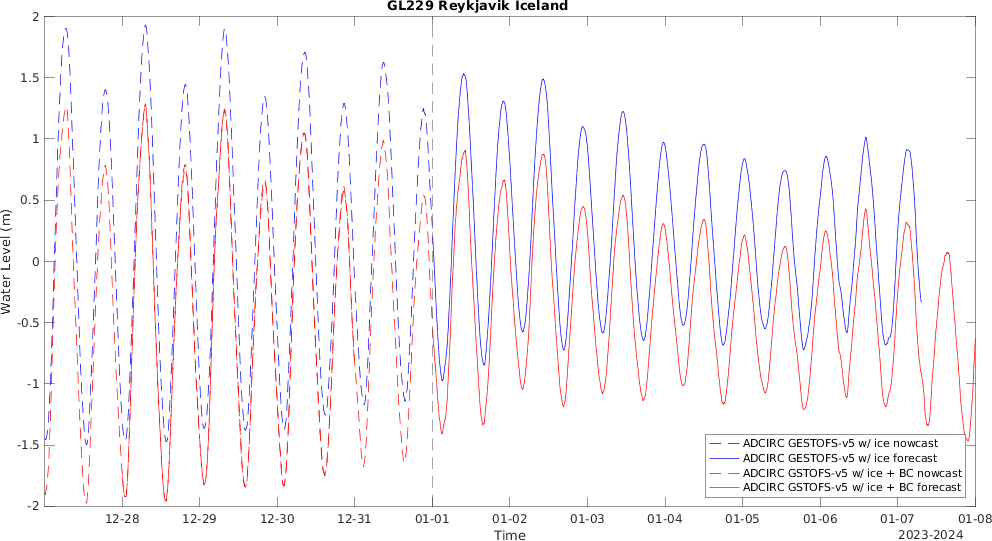 GL229 Reykjavik Iceland
2
1.5
1
0.5
0
-0.5
-1
-1.5
-2
Water Level (m)
ADCIRC GESTOFS-v5 w/ ice nowcast
ADCIRC GESTOFS-v5 w/ ice forecast
ADCIRC GSTOFS-v5 w/ ice + BC nowcast
ADCIRC GSTOFS-v5 w/ ice + BC forecast
12-28 12-29 12-30 12-31 01-01 01-02 01-03 01-04 01-05 01-06 01-07 01-08
Time
2023-2024